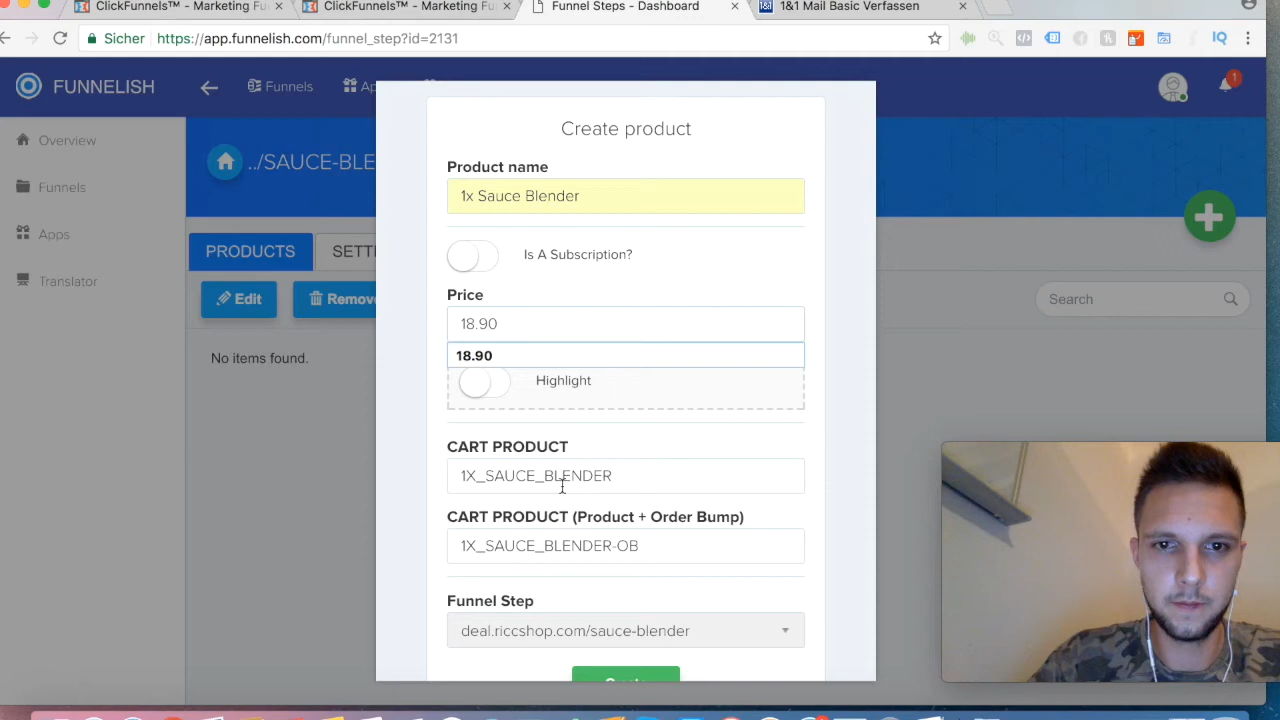 ClickFunnels™ - Marketing Fu
ClickFunnels™ - Marketing Fu
Funnel Steps - Dashboard
1&1 Mail Basic Verfassen
Sicher
https://app.funnelish.com/funnel_step?id=2131
FUNNELISH
Funnels
1
Overview
Funnels
Apps
Translator
../SAUCE-BLE
PRODUCTS
SETT
Edit
Remove
Search
No items found.
Create product
Product name
1x Sauce Blender
Is A Subscription?
Price
18.90
18.90
Highlight
CART PRODUCT
1X_SAUCE_BLENDER
CART PRODUCT (Product + Order Bump)
1X_SAUCE_BLENDER-OB
Funnel Step
deal.riccshop.com/sauce-blender
Create